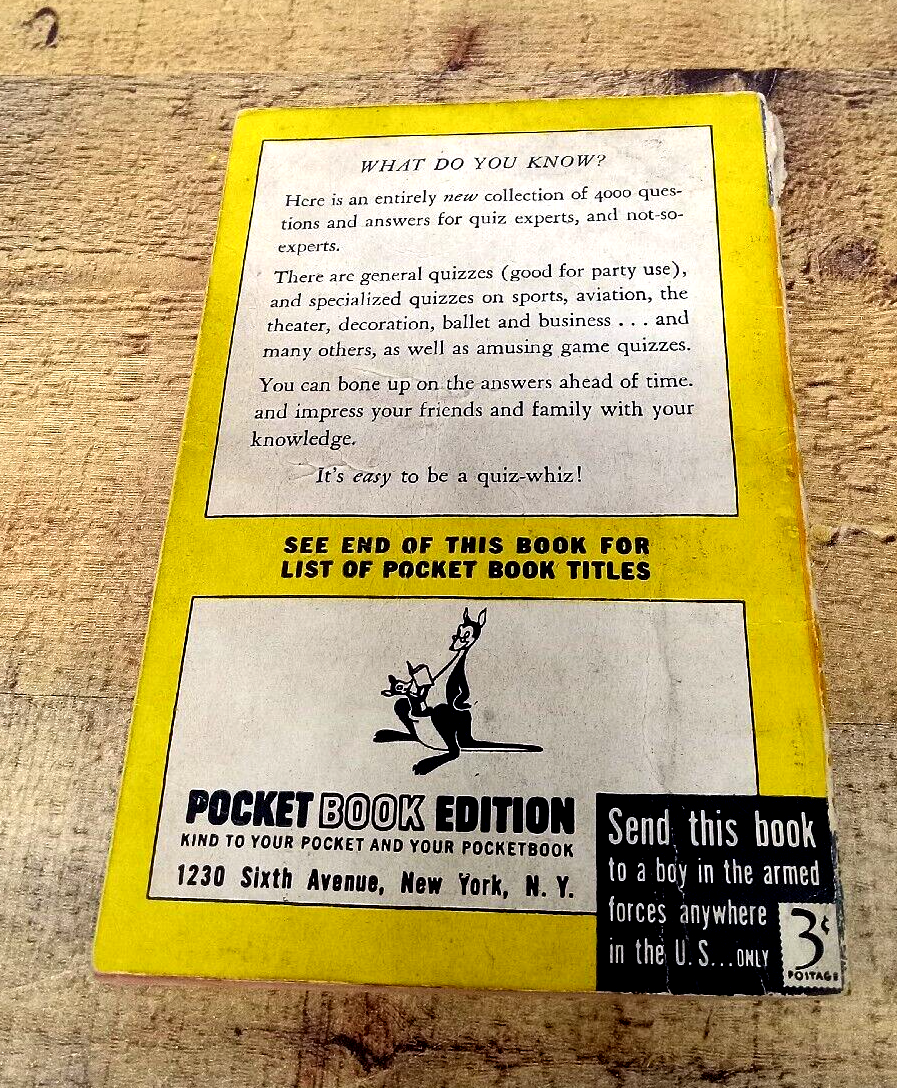 WHAT DO YOU KNOW?
Here is an entirely new collection of 4000 ques-
tions and answers for quiz experts, and not-so-
experts.
There are general quizzes (good for party use),
and specialized quizzes on sports, aviation, the
theater, decoration, ballet and business . . . and
many others, as well as amusing game quizzes.
You can bone up on the answers ahead of time.
and impress your friends and family with your
knowledge.
It's easy to be a quiz-whiz!
SEE END OF THIS BOOK FOR
LIST OF POCKET BOOK TITLES
POCKET BOOK EDITION
KIND TO YOUR POCKET AND YOUR POCKETBOOK
1230 Sixth Avenue, New York, N. Y.
Send this book
to a boy in the armed
forces anywhere
in the U. S... ONLY
3¢
POSTAGE